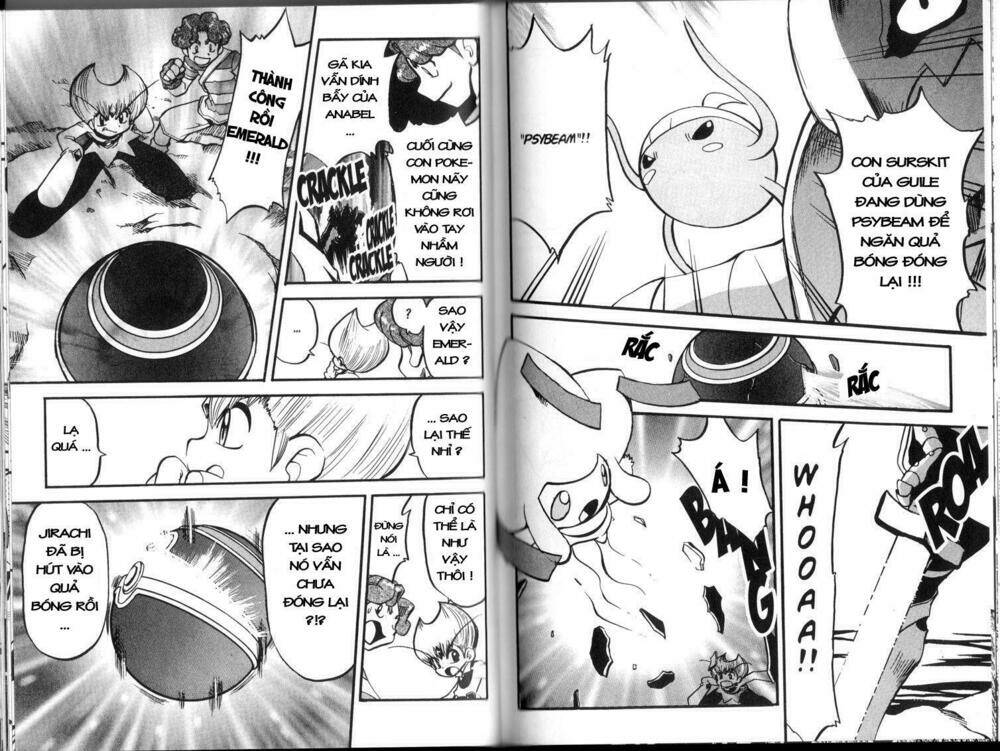 THÀNH
CÔNG
RỒI
EMERALD
!!!
GÃ KIA
VẪN DÍNH
BẪY CỦA
ANABEL
...
CUỐI CÙNG
CON POKE-
MON NÀY
CŨNG
KHÔNG RƠI
VÀO TAY
NHẦM
NGƯỜI !
CRACKLE
CRACKLE
CRACKLE
...
?
SAO
VẬY
EMER-
ALD ?
LẠ
QUÁ ...
... SAO
LẠI THẾ
NHỈ ?
JIRACHI
ĐÃ BỊ
HÚT VÀO
QUẢ
BÓNG RỒI
...
... NHƯNG
TẠI SAO
NÓ VẪN
CHƯA
ĐÓNG LẠI
?!?
ĐỪNG
NÓI
LÀ ...
CHỈ CÓ
THỂ LÀ
NHƯ
VẬY
THÔI !
"PSYBEAM"!!
CON SURSKIT
CỦA GUILE
ĐANG DÙNG
PSYBEAM ĐỂ
NGĂN QUẢ
BÓNG ĐÓNG
LẠI !!!
RẮC
RẮC
Á !
BHANG
WHOOAA!!
ROA